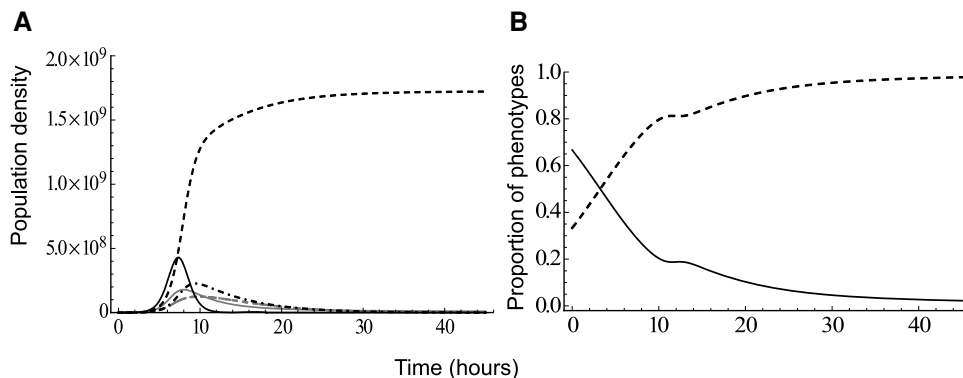 A
Population density
2.0×10⁹
1.5×10⁹
1.0×10⁹
5.0×10⁸
0
0 10 20 30 40
B
Proportion of phenotypes
1.0
0.8
0.6
0.4
0.2
0.0
0 10 20 30 40
Time (hours)